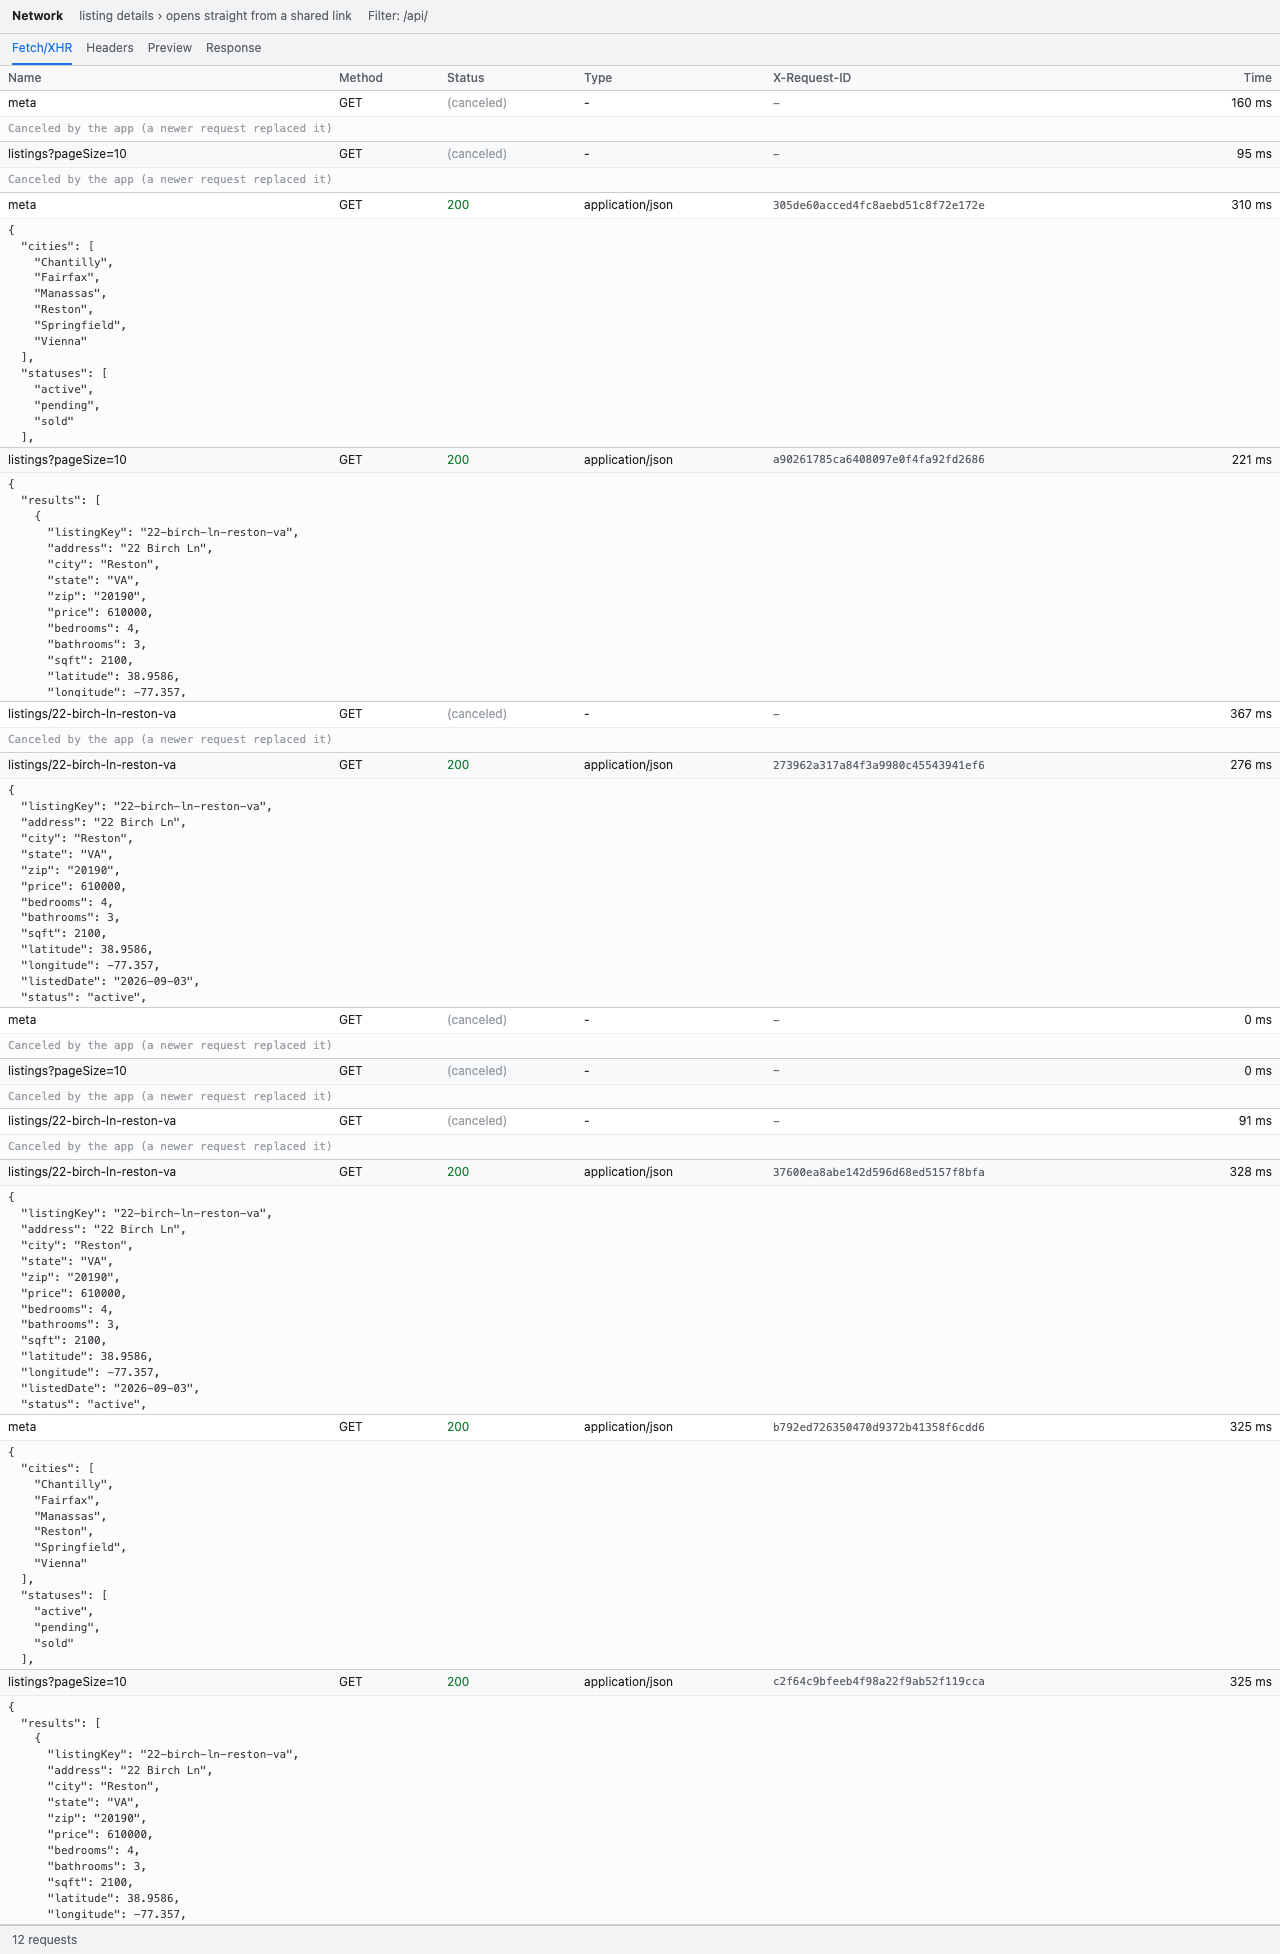 Network listing details › opens straight from a shared link Filter: /api/
Fetch/XHR Headers Preview Response
Name Method Status Type X-Request-ID Time
meta GET (canceled) - – 160 ms
Canceled by the app (a newer request replaced it)
listings?pageSize=10 GET (canceled) - – 95 ms
Canceled by the app (a newer request replaced it)
meta GET 200 application/json 305de60acced4fc8aebd51c8f72e172e 310 ms
{
"cities": [
"Chantilly",
"Fairfax",
"Manassas",
"Reston",
"Springfield",
"Vienna"
],
"statuses": [
"active",
"pending",
"sold"
],
listings?pageSize=10 GET 200 application/json a90261785ca6408097e0f4fa92fd2686 221 ms
{
"results": [
{
"listingKey": "22-birch-ln-reston-va",
"address": "22 Birch Ln",
"city": "Reston",
"state": "VA",
"zip": "20190",
"price": 610000,
"bedrooms": 4,
"bathrooms": 3,
"sqft": 2100,
"latitude": 38.9586,
"longitude": -77.357,
listings/22-birch-ln-reston-va GET (canceled) - – 367 ms
Canceled by the app (a newer request replaced it)
listings/22-birch-ln-reston-va GET 200 application/json 273962a317a84f3a9980c45543941ef6 276 ms
{
"listingKey": "22-birch-ln-reston-va",
"address": "22 Birch Ln",
"city": "Reston",
"state": "VA",
"zip": "20190",
"price": 610000,
"bedrooms": 4,
"bathrooms": 3,
"sqft": 2100,
"latitude": 38.9586,
"longitude": -77.357,
"listedDate": "2026-09-03",
"status": "active",
meta GET (canceled) - – 0 ms
Canceled by the app (a newer request replaced it)
listings?pageSize=10 GET (canceled) - – 0 ms
Canceled by the app (a newer request replaced it)
listings/22-birch-ln-reston-va GET (canceled) - – 91 ms
Canceled by the app (a newer request replaced it)
listings/22-birch-ln-reston-va GET 200 application/json 37600ea8abe142d596d68ed5157f8bfa 328 ms
{
"listingKey": "22-birch-ln-reston-va",
"address": "22 Birch Ln",
"city": "Reston",
"state": "VA",
"zip": "20190",
"price": 610000,
"bedrooms": 4,
"bathrooms": 3,
"sqft": 2100,
"latitude": 38.9586,
"longitude": -77.357,
"listedDate": "2026-09-03",
"status": "active",
meta GET 200 application/json b792ed726350470d9372b41358f6cdd6 325 ms
{
"cities": [
"Chantilly",
"Fairfax",
"Manassas",
"Reston",
"Springfield",
"Vienna"
],
"statuses": [
"active",
"pending",
"sold"
],
listings?pageSize=10 GET 200 application/json c2f64c9bfeeb4f98a22f9ab52f119cca 325 ms
{
"results": [
{
"listingKey": "22-birch-ln-reston-va",
"address": "22 Birch Ln",
"city": "Reston",
"state": "VA",
"zip": "20190",
"price": 610000,
"bedrooms": 4,
"bathrooms": 3,
"sqft": 2100,
"latitude": 38.9586,
"longitude": -77.357,
12 requests